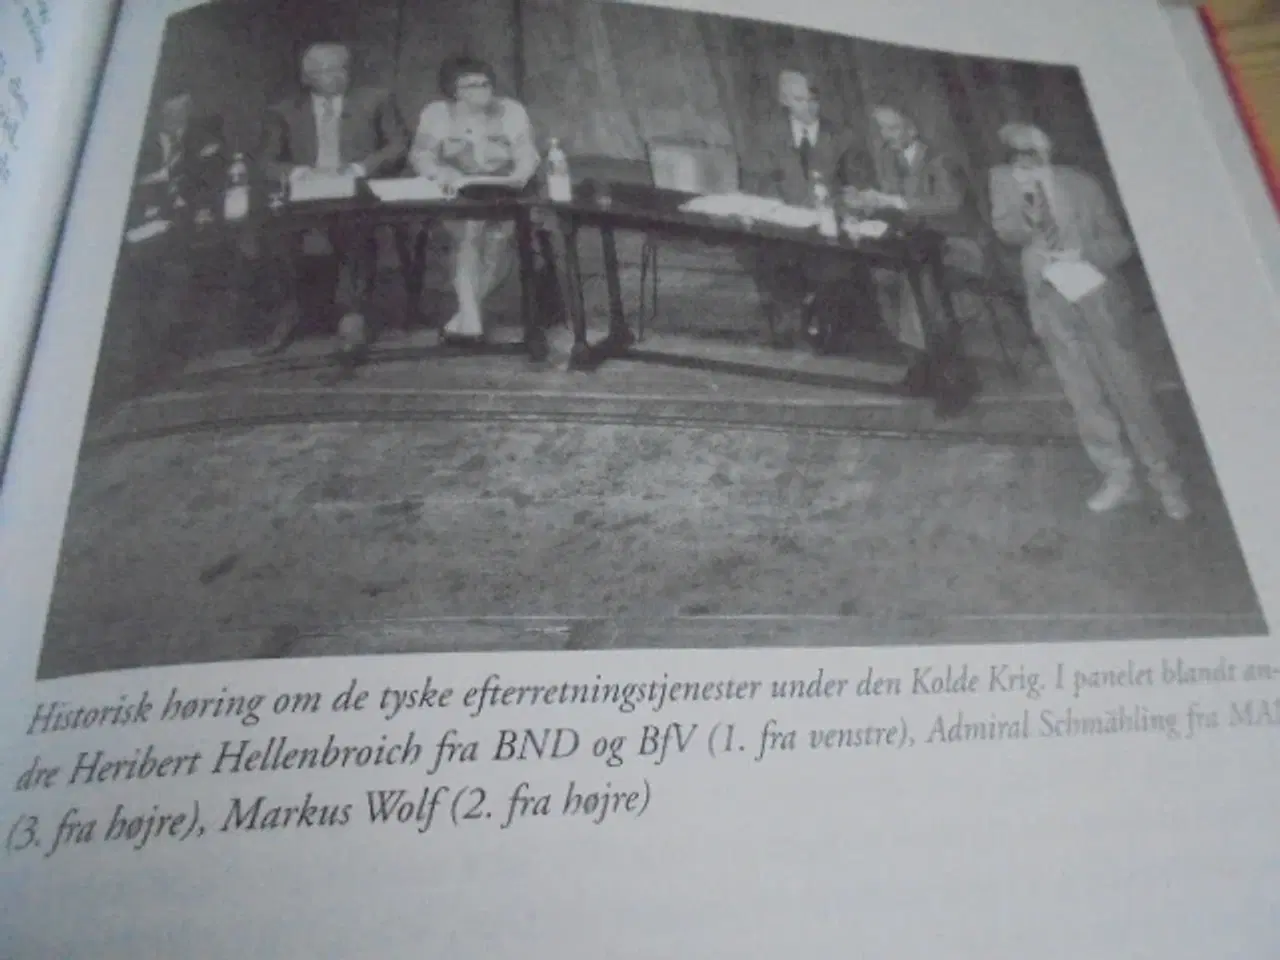 Historisk høring om de tyske efterretningstjenester under den Kolde Krig. I panelet blandt an-
dre Heribert Hellenbroich fra BND og BfV (1. fra venstre), Admiral Schmähling fra MAD
(3. fra højre), Markus Wolf (2. fra højre)